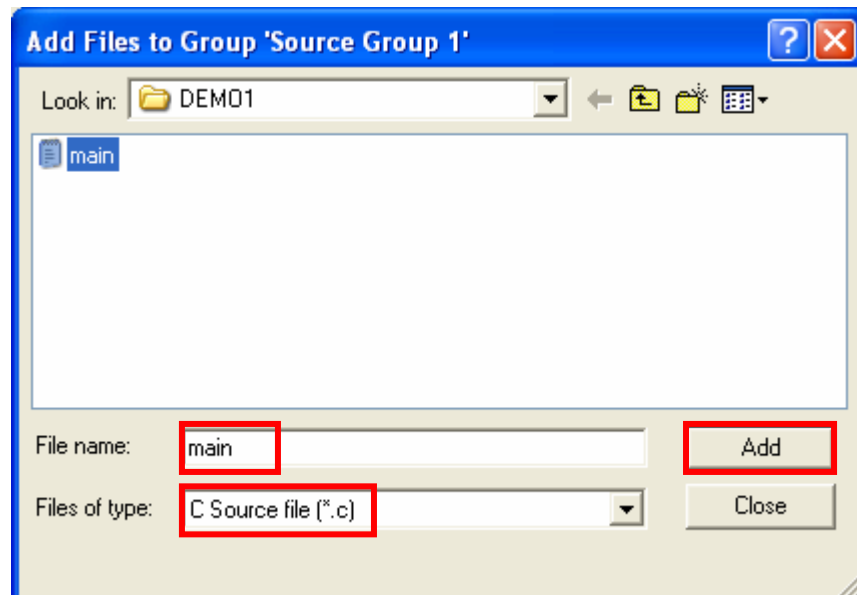 Add Files to Group 'Source Group 1'
Look in: DEMO1
main
File name: main Add
Files of type: C Source file (*.c) Close